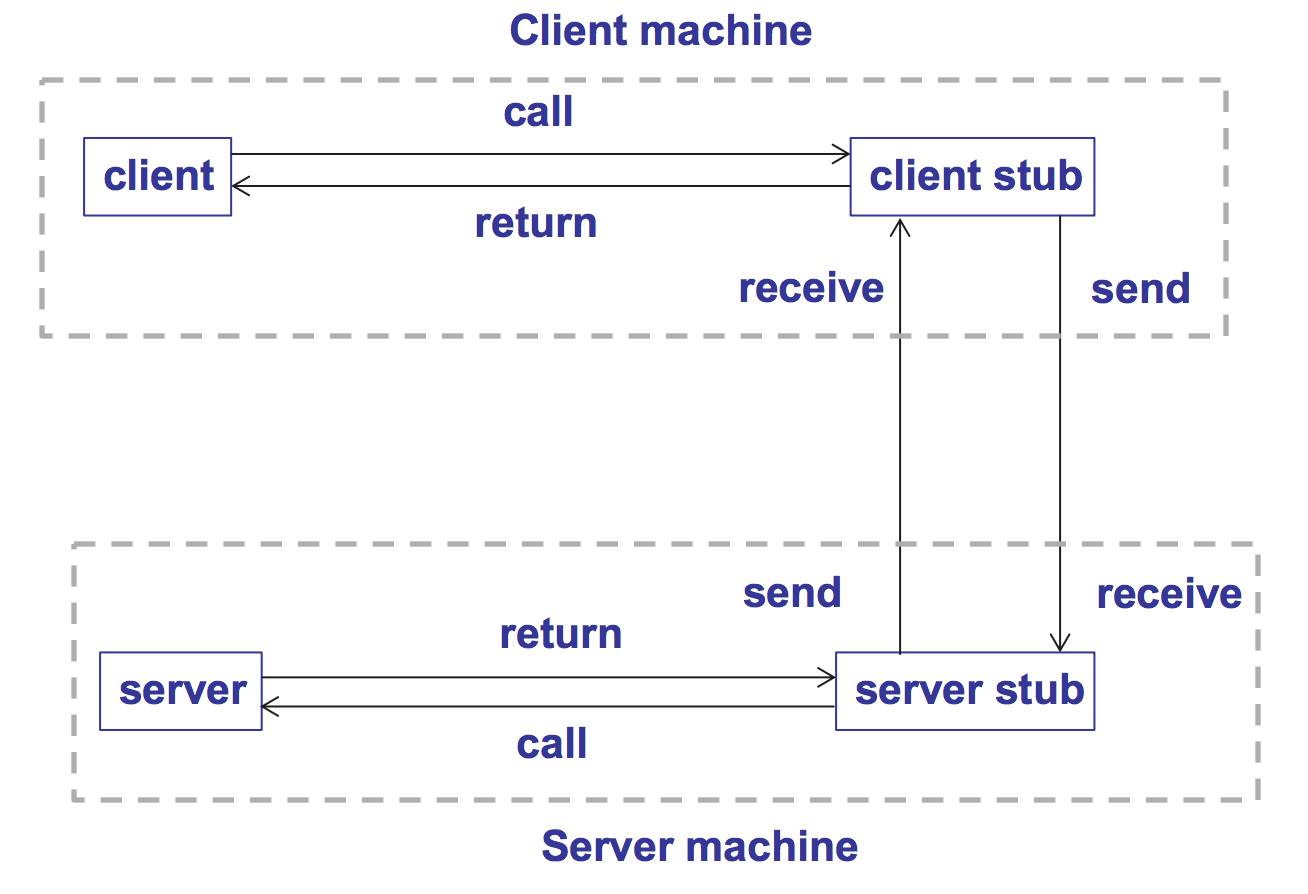 Client machine
call
client
client stub
return
receive
send
send
receive
return
server
server stub
call
Server machine